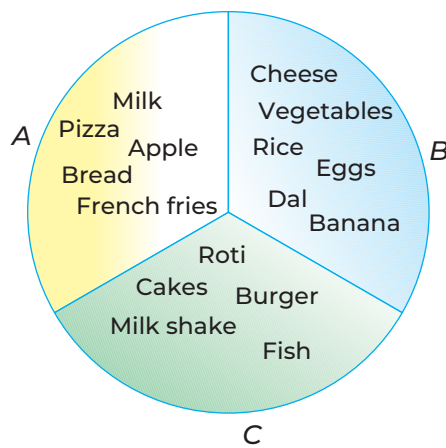 A
Milk
Pizza
Apple
Bread
French fries
B
Cheese
Vegetables
Rice
Eggs
Dal
Banana
Roti
Cakes
Burger
Milk shake
Fish
C